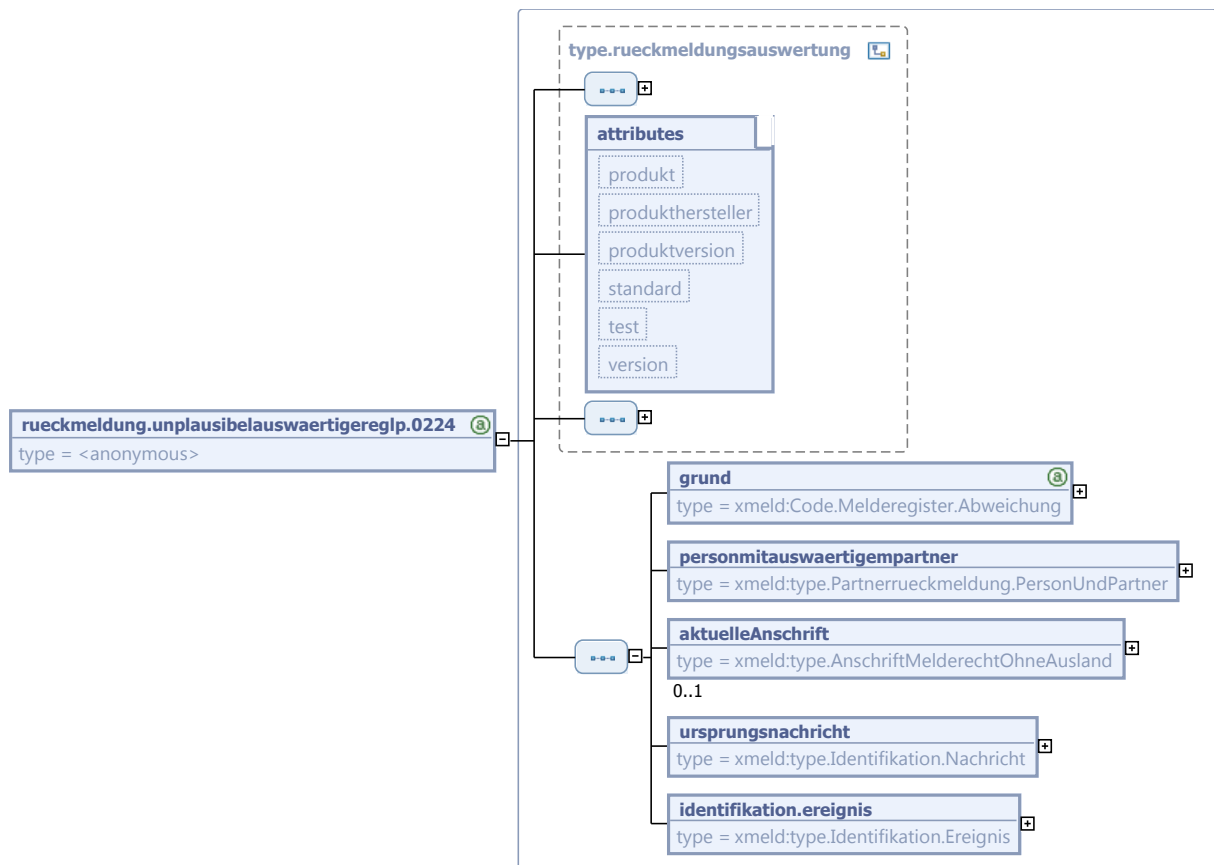 type.rueckmeldungsauswertung
attributes
produkt
produkthersteller
produktversion
standard
test
version
rueckmeldung.unplausibelauswaertigereglp.0224 a
type = <anonymous>
grund a
type = xmeld:Code.Melderegister.Abweichung
personmitauswaertigempartner
type = xmeld:type.Partnerrueckmeldung.PersonUndPartner
aktuelleAnschrift
type = xmeld:type.AnschriftMelderechtOhneAusland
0..1
ursprungsnachricht
type = xmeld:type.Identifikation.Nachricht
identifikation.ereignis
type = xmeld:type.Identifikation.Ereignis